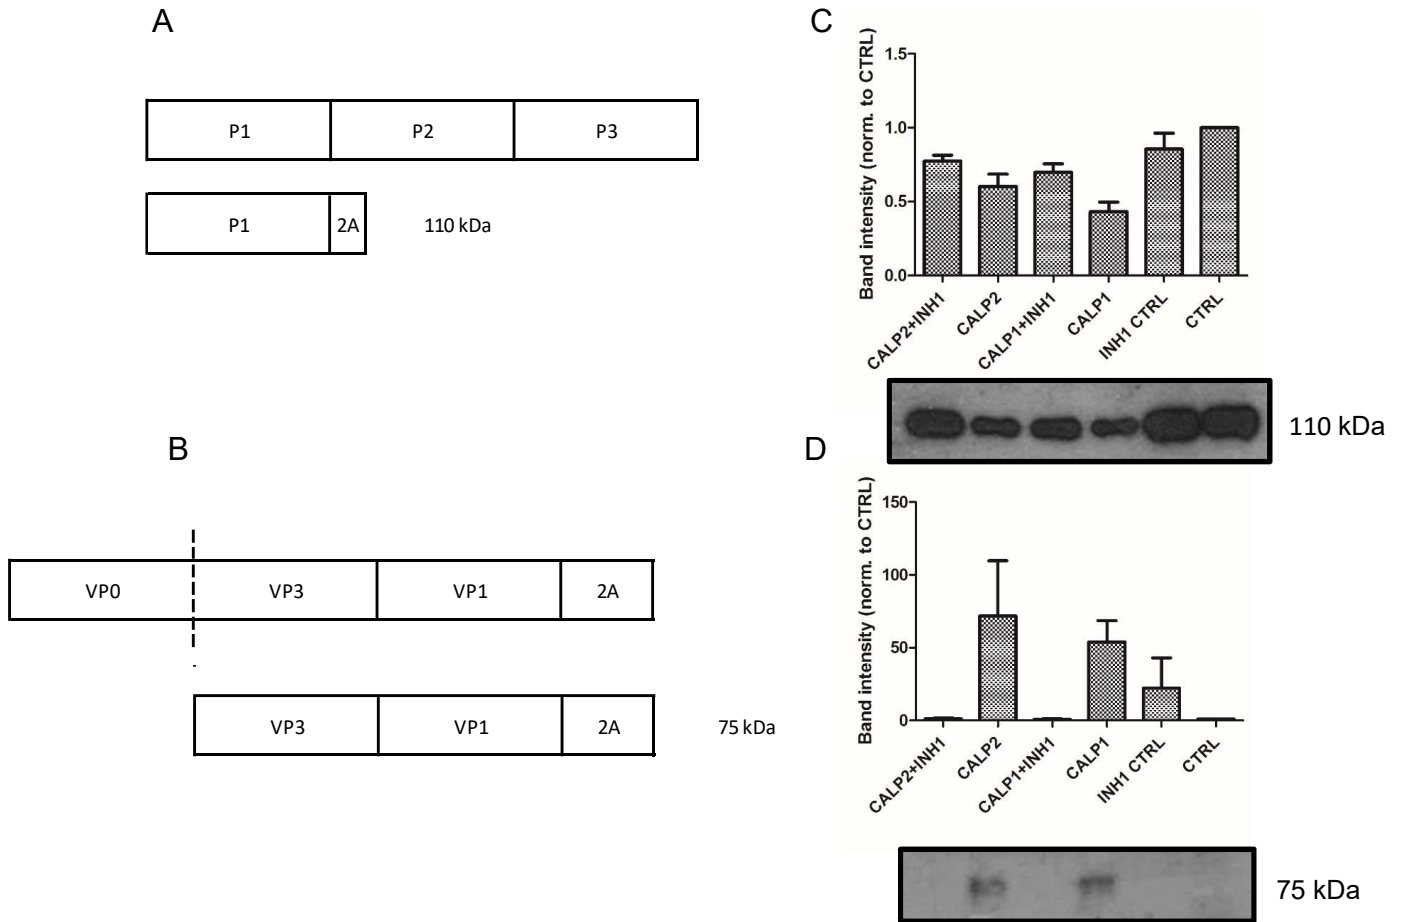 A
P1 P2 P3
P1 2A 110 kDa
B
VP0 VP3 VP1 2A
VP3 VP1 2A 75 kDa
C
Band intensity (norm. to CTRL)
1.5
1.0
0.5
0.0
CALP2+INH1 CALP2 CALP1+INH1 CALP1 INH1 CTRL CTRL
110 kDa
D
Band intensity (norm. to CTRL)
150
100
50
0
CALP2+INH1 CALP2 CALP1+INH1 CALP1 INH1 CTRL CTRL
75 kDa